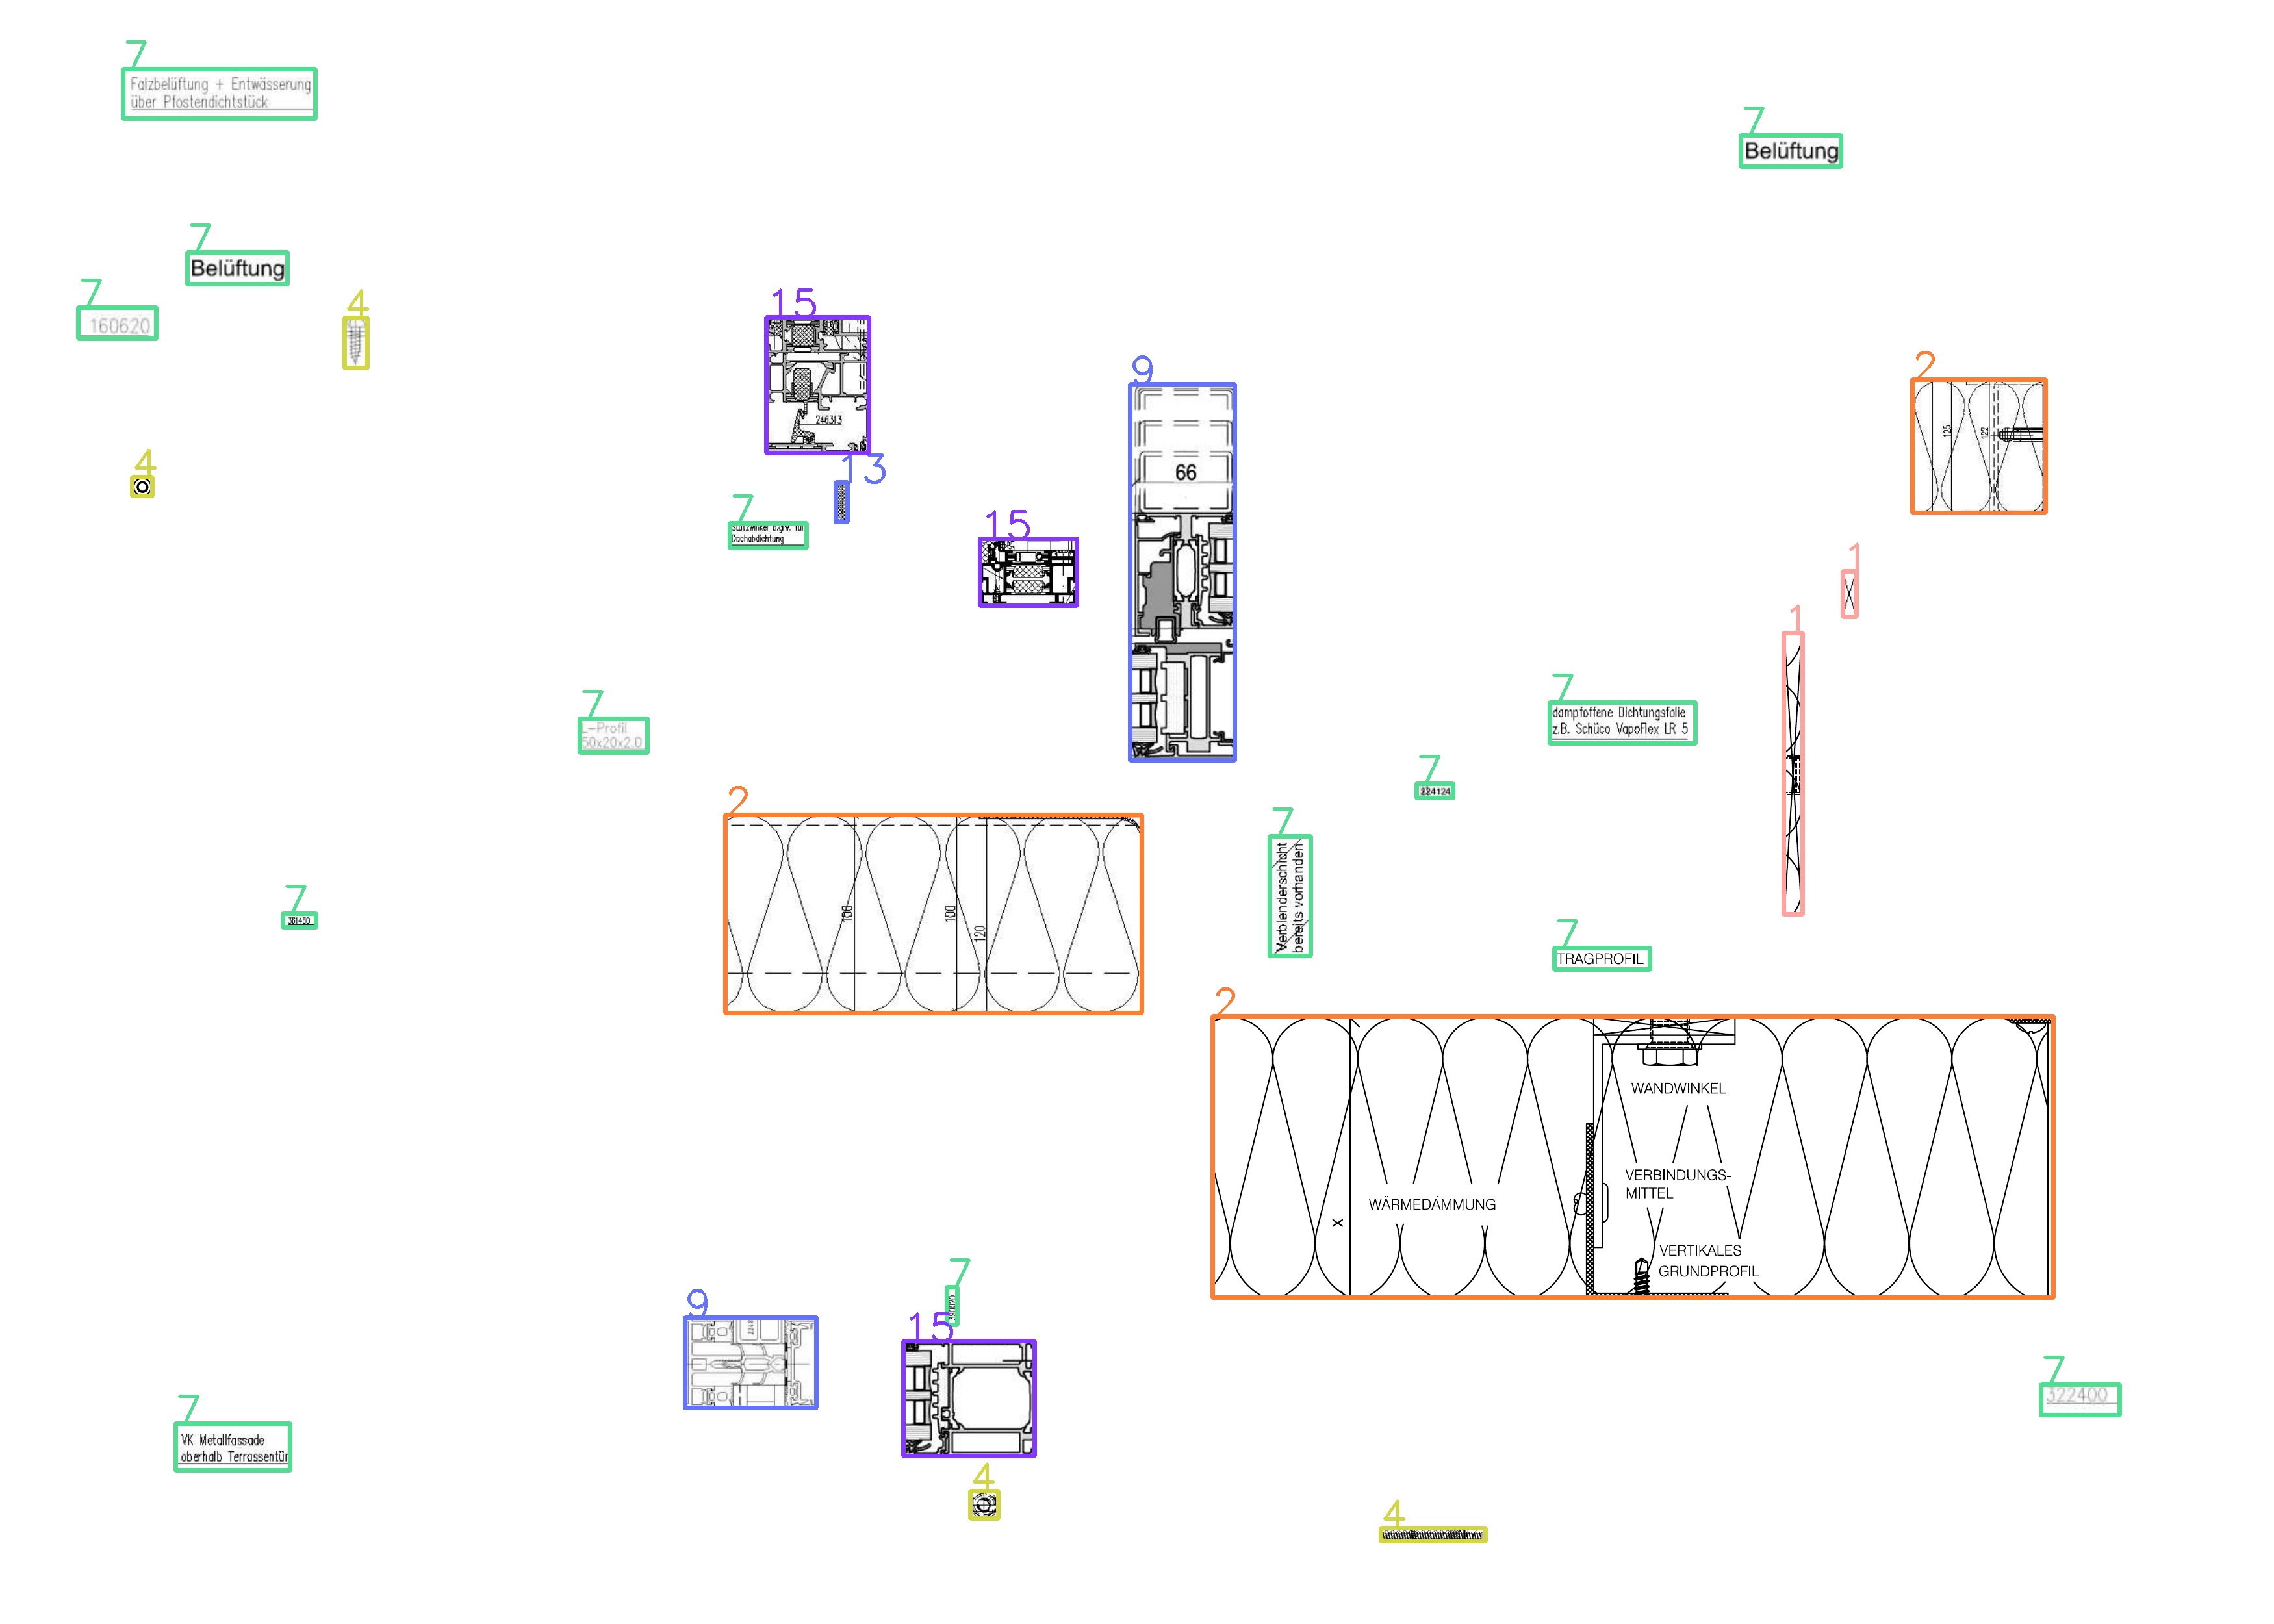 7
Falzbelüftung + Entwässerung
über Pfostendichtstück
7
Belüftung
7
Belüftung
7
160620
4
15
246313
9
66
2
125
122
4
13
7
Stützwinkel b.gw. für
Dachabdichtung
15
1
1
7
L-Profil
50x20x2.0
7
dampfoffene Dichtungsfolie
z.B. Schüco VapoFlex LR 5
7
224124
2
100
100
120
7
Verblenderschicht
bereits vorhanden
7
361480
7
TRAGPROFIL
2
WANDWINKEL
VERBINDUNGS-
MITTEL
WÄRMEDÄMMUNG
X
VERTIKALES
GRUNDPROFIL
7
9
15
7
322400
7
VK Metallfassade
oberhalb Terrassentür
4
4